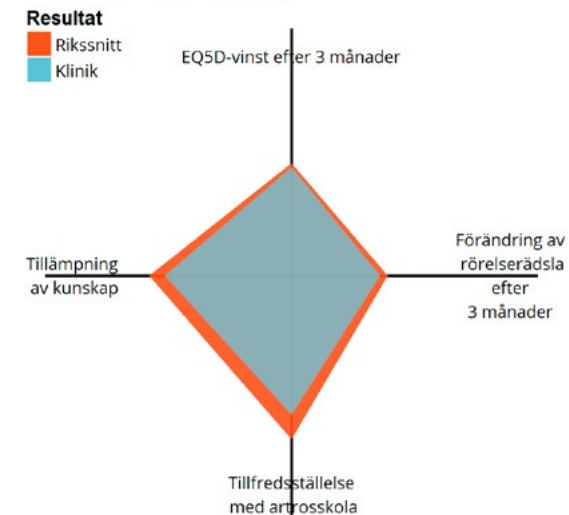 Resultat
Rikssnitt
Klinik
EQ5D-vinst efter 3 månader
Tillämpning
av kunskap
Förändring av
rörelserädsla
efter
3 månader
Tillfredsställelse
med artrosskola